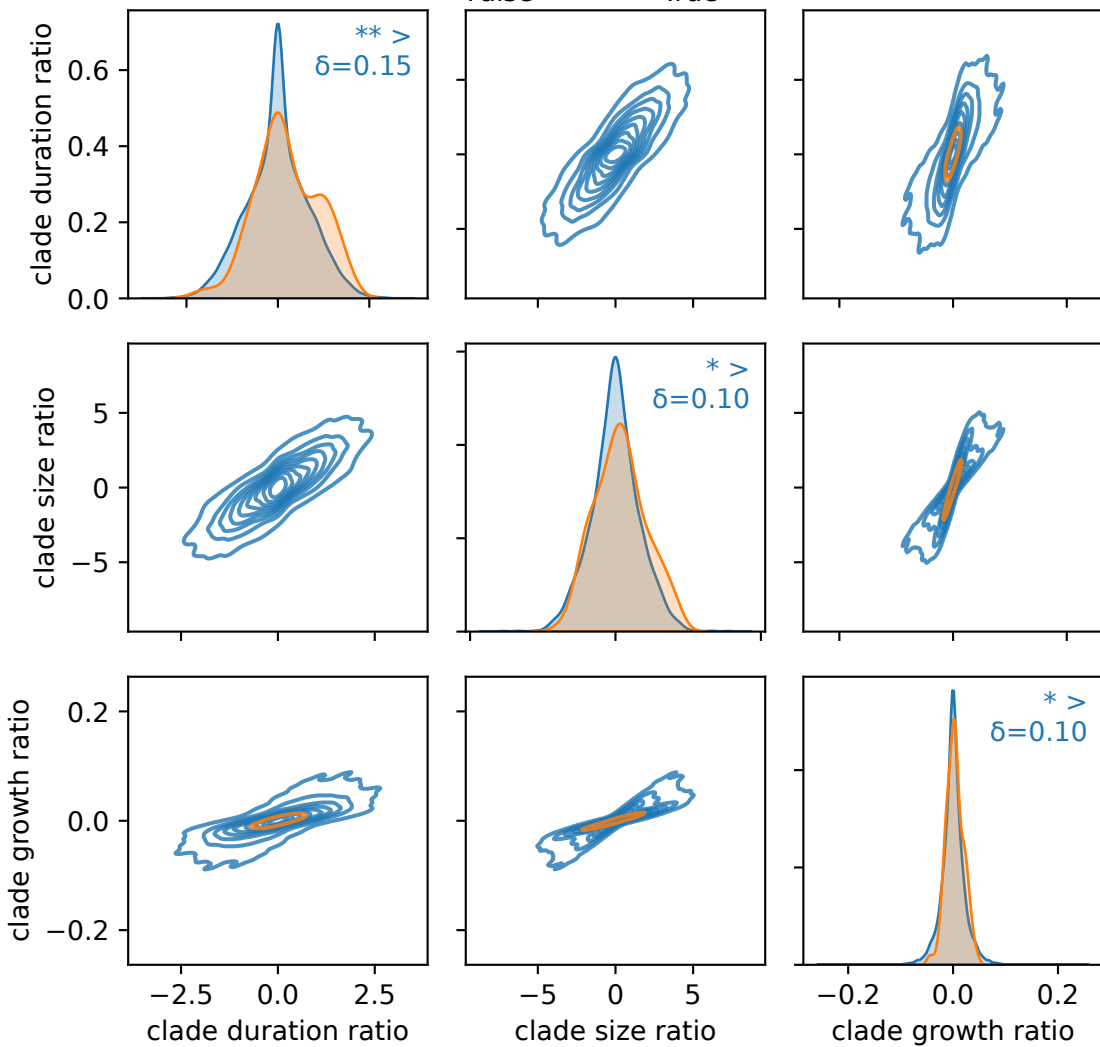 clade duration ratio
0.6
0.4
0.2
0.0
** >
δ=0.15
clade size ratio
5
0
−5
* >
δ=0.10
clade growth ratio
0.2
0.0
−0.2
* >
δ=0.10
−2.5 0.0 2.5
−5 0 5
−0.2 0.0 0.2
clade duration ratio
clade size ratio
clade growth ratio